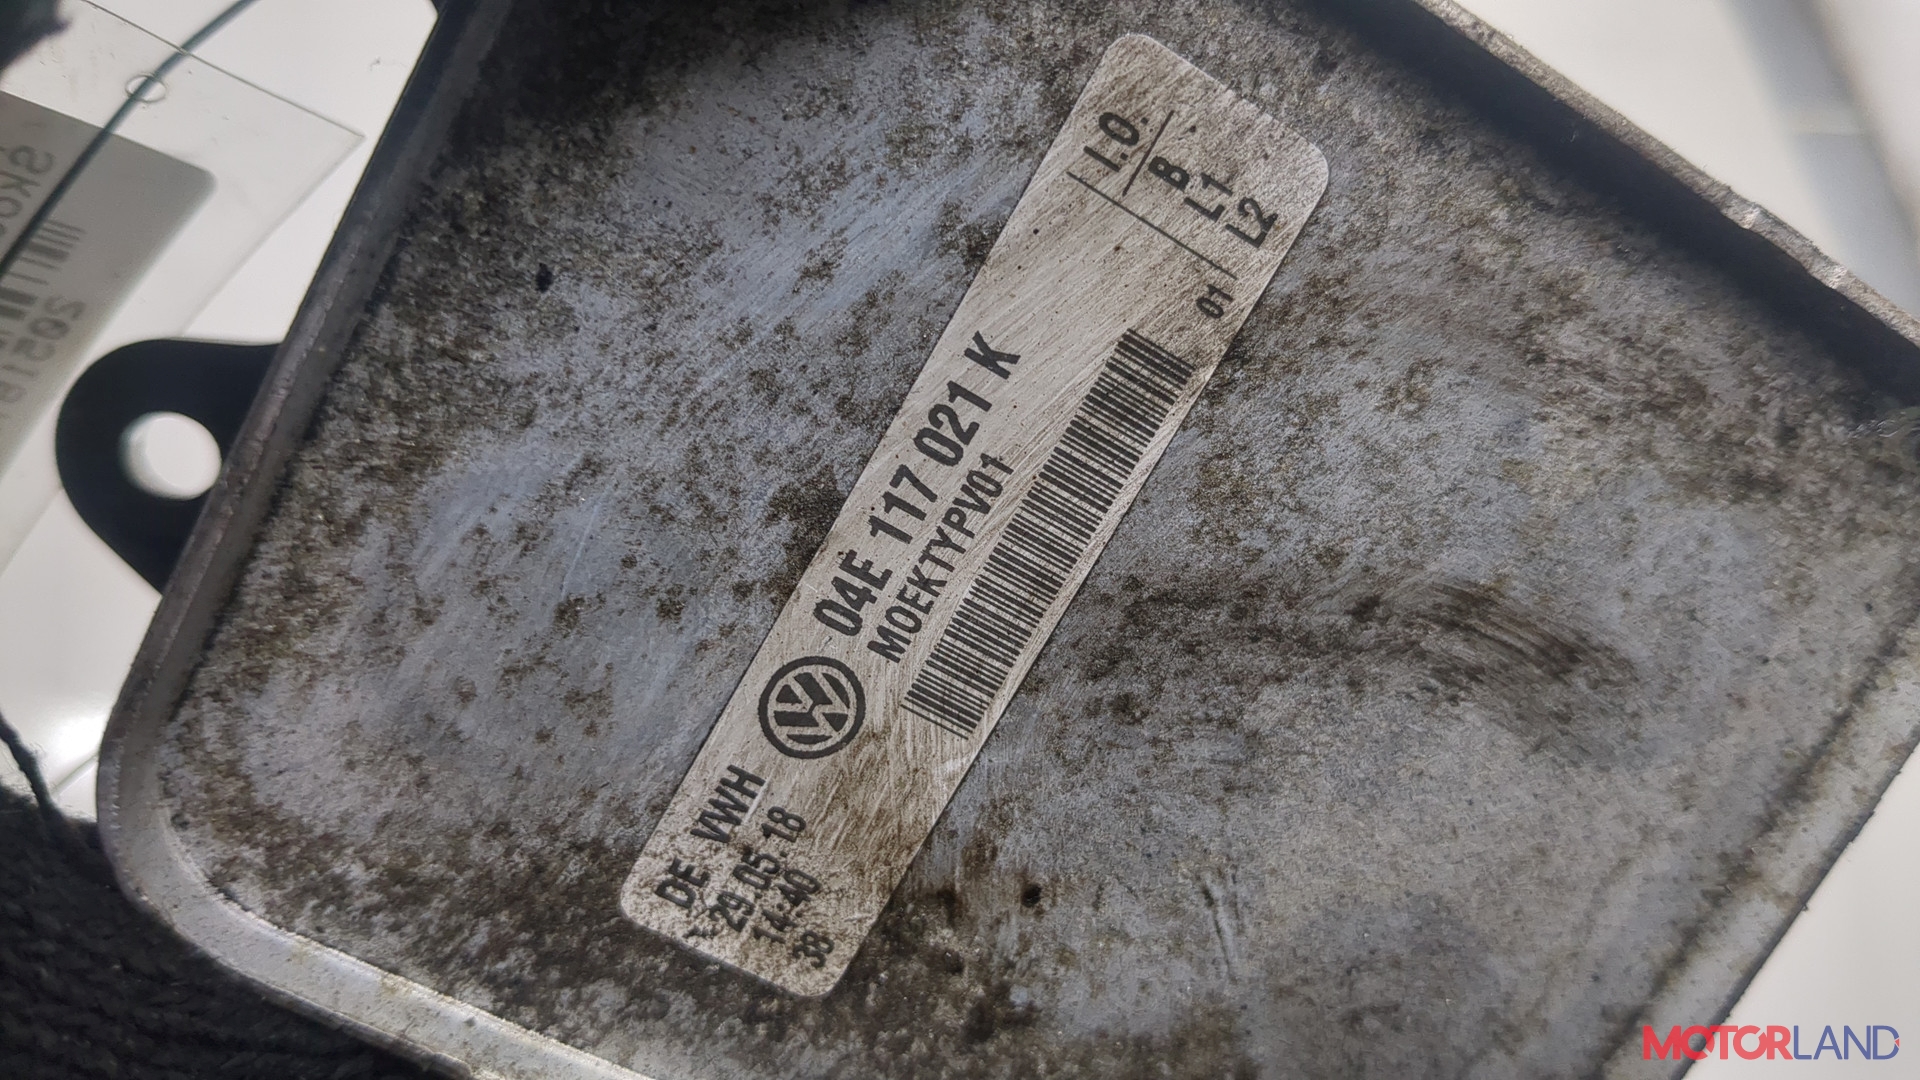 I.O.
B
L1
L2
01
04E 117 021 K
MOEKTYPV01
DE VWH
29.05.18
14:40
38
MOTORLAND